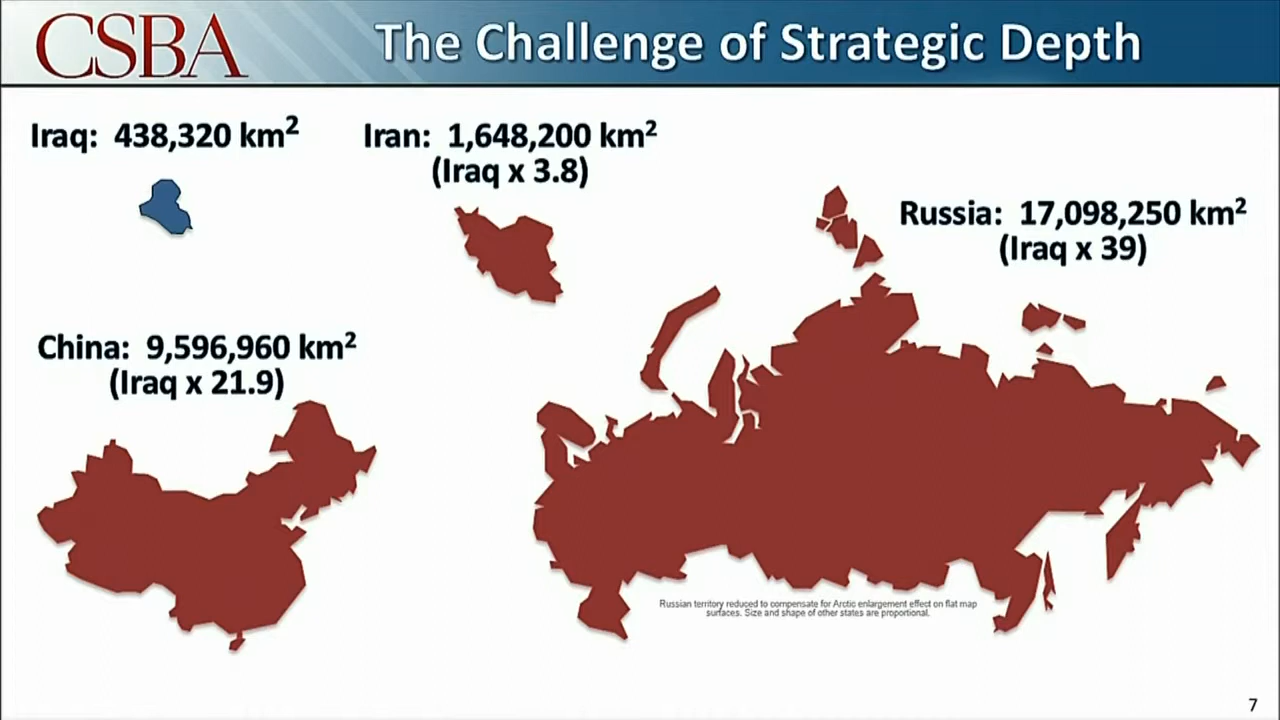 CSBA
The Challenge of Strategic Depth
Iraq: 438,320 km²
Iran: 1,648,200 km²
(Iraq x 3.8)
Russia: 17,098,250 km²
(Iraq x 39)
China: 9,596,960 km²
(Iraq x 21.9)
Russian territory reduced to compensate for Arctic enlargement effect on flat map
surfaces. Size and shape of other states are proportional.
7